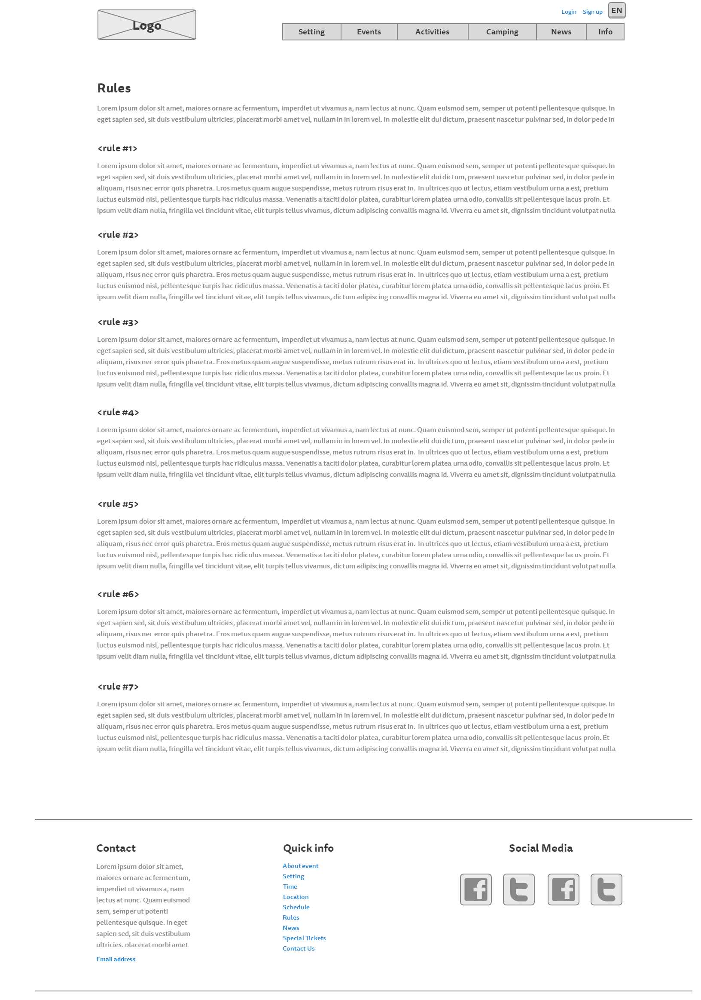 Logo
Login Sign up EN
Setting Events Activities Camping News Info
Rules
Lorem ipsum dolor sit amet, maiores ornare ac fermentum, imperdiet ut vivamus a, nam lectus at nunc. Quam euismod sem, semper ut potenti pellentesque quisque. In
eget sapien sed, sit duis vestibulum ultricies, placerat morbi amet vel, nullam in in lorem vel. In molestie elit dui dictum, praesent nascetur pulvinar sed, in dolor pede in
<rule #1>
Lorem ipsum dolor sit amet, maiores ornare ac fermentum, imperdiet ut vivamus a, nam lectus at nunc. Quam euismod sem, semper ut potenti pellentesque quisque. In
eget sapien sed, sit duis vestibulum ultricies, placerat morbi amet vel, nullam in in lorem vel. In molestie elit dui dictum, praesent nascetur pulvinar sed, in dolor pede in
aliquam, risus nec error quis pharetra. Eros metus quam augue suspendisse, metus rutrum risus erat in. In ultrices quo ut lectus, etiam vestibulum urna a est, pretium
luctus euismod nisl, pellentesque turpis hac ridiculus massa. Venenatis a taciti dolor platea, curabitur lorem platea urna odio, convallis sit pellentesque lacus proin. Et
ipsum velit diam nulla, fringilla vel tincidunt vitae, elit turpis tellus vivamus, dictum adipiscing convallis magna id. Viverra eu amet sit, dignissim tincidunt volutpat nulla
<rule #2>
Lorem ipsum dolor sit amet, maiores ornare ac fermentum, imperdiet ut vivamus a, nam lectus at nunc. Quam euismod sem, semper ut potenti pellentesque quisque. In
eget sapien sed, sit duis vestibulum ultricies, placerat morbi amet vel, nullam in in lorem vel. In molestie elit dui dictum, praesent nascetur pulvinar sed, in dolor pede in
aliquam, risus nec error quis pharetra. Eros metus quam augue suspendisse, metus rutrum risus erat in. In ultrices quo ut lectus, etiam vestibulum urna a est, pretium
luctus euismod nisl, pellentesque turpis hac ridiculus massa. Venenatis a taciti dolor platea, curabitur lorem platea urna odio, convallis sit pellentesque lacus proin. Et
ipsum velit diam nulla, fringilla vel tincidunt vitae, elit turpis tellus vivamus, dictum adipiscing convallis magna id. Viverra eu amet sit, dignissim tincidunt volutpat nulla
<rule #3>
Lorem ipsum dolor sit amet, maiores ornare ac fermentum, imperdiet ut vivamus a, nam lectus at nunc. Quam euismod sem, semper ut potenti pellentesque quisque. In
eget sapien sed, sit duis vestibulum ultricies, placerat morbi amet vel, nullam in in lorem vel. In molestie elit dui dictum, praesent nascetur pulvinar sed, in dolor pede in
aliquam, risus nec error quis pharetra. Eros metus quam augue suspendisse, metus rutrum risus erat in. In ultrices quo ut lectus, etiam vestibulum urna a est, pretium
luctus euismod nisl, pellentesque turpis hac ridiculus massa. Venenatis a taciti dolor platea, curabitur lorem platea urna odio, convallis sit pellentesque lacus proin. Et
ipsum velit diam nulla, fringilla vel tincidunt vitae, elit turpis tellus vivamus, dictum adipiscing convallis magna id. Viverra eu amet sit, dignissim tincidunt volutpat nulla
<rule #4>
Lorem ipsum dolor sit amet, maiores ornare ac fermentum, imperdiet ut vivamus a, nam lectus at nunc. Quam euismod sem, semper ut potenti pellentesque quisque. In
eget sapien sed, sit duis vestibulum ultricies, placerat morbi amet vel, nullam in in lorem vel. In molestie elit dui dictum, praesent nascetur pulvinar sed, in dolor pede in
aliquam, risus nec error quis pharetra. Eros metus quam augue suspendisse, metus rutrum risus erat in. In ultrices quo ut lectus, etiam vestibulum urna a est, pretium
luctus euismod nisl, pellentesque turpis hac ridiculus massa. Venenatis a taciti dolor platea, curabitur lorem platea urna odio, convallis sit pellentesque lacus proin. Et
ipsum velit diam nulla, fringilla vel tincidunt vitae, elit turpis tellus vivamus, dictum adipiscing convallis magna id. Viverra eu amet sit, dignissim tincidunt volutpat nulla
<rule #5>
Lorem ipsum dolor sit amet, maiores ornare ac fermentum, imperdiet ut vivamus a, nam lectus at nunc. Quam euismod sem, semper ut potenti pellentesque quisque. In
eget sapien sed, sit duis vestibulum ultricies, placerat morbi amet vel, nullam in in lorem vel. In molestie elit dui dictum, praesent nascetur pulvinar sed, in dolor pede in
aliquam, risus nec error quis pharetra. Eros metus quam augue suspendisse, metus rutrum risus erat in. In ultrices quo ut lectus, etiam vestibulum urna a est, pretium
luctus euismod nisl, pellentesque turpis hac ridiculus massa. Venenatis a taciti dolor platea, curabitur lorem platea urna odio, convallis sit pellentesque lacus proin. Et
ipsum velit diam nulla, fringilla vel tincidunt vitae, elit turpis tellus vivamus, dictum adipiscing convallis magna id. Viverra eu amet sit, dignissim tincidunt volutpat nulla
<rule #6>
Lorem ipsum dolor sit amet, maiores ornare ac fermentum, imperdiet ut vivamus a, nam lectus at nunc. Quam euismod sem, semper ut potenti pellentesque quisque. In
eget sapien sed, sit duis vestibulum ultricies, placerat morbi amet vel, nullam in in lorem vel. In molestie elit dui dictum, praesent nascetur pulvinar sed, in dolor pede in
aliquam, risus nec error quis pharetra. Eros metus quam augue suspendisse, metus rutrum risus erat in. In ultrices quo ut lectus, etiam vestibulum urna a est, pretium
luctus euismod nisl, pellentesque turpis hac ridiculus massa. Venenatis a taciti dolor platea, curabitur lorem platea urna odio, convallis sit pellentesque lacus proin. Et
ipsum velit diam nulla, fringilla vel tincidunt vitae, elit turpis tellus vivamus, dictum adipiscing convallis magna id. Viverra eu amet sit, dignissim tincidunt volutpat nulla
<rule #7>
Lorem ipsum dolor sit amet, maiores ornare ac fermentum, imperdiet ut vivamus a, nam lectus at nunc. Quam euismod sem, semper ut potenti pellentesque quisque. In
eget sapien sed, sit duis vestibulum ultricies, placerat morbi amet vel, nullam in in lorem vel. In molestie elit dui dictum, praesent nascetur pulvinar sed, in dolor pede in
aliquam, risus nec error quis pharetra. Eros metus quam augue suspendisse, metus rutrum risus erat in. In ultrices quo ut lectus, etiam vestibulum urna a est, pretium
luctus euismod nisl, pellentesque turpis hac ridiculus massa. Venenatis a taciti dolor platea, curabitur lorem platea urna odio, convallis sit pellentesque lacus proin. Et
ipsum velit diam nulla, fringilla vel tincidunt vitae, elit turpis tellus vivamus, dictum adipiscing convallis magna id. Viverra eu amet sit, dignissim tincidunt volutpat nulla
Contact
Lorem ipsum dolor sit amet,
maiores ornare ac fermentum,
imperdiet ut vivamus a, nam
lectus at nunc. Quam euismod
sem, semper ut potenti
pellentesque quisque. In eget
sapien sed, sit duis vestibulum
ultricies, placerat morbi amet
Email address
Quick info
About event
Setting
Time
Location
Schedule
Rules
News
Special Tickets
Contact Us
Social Media